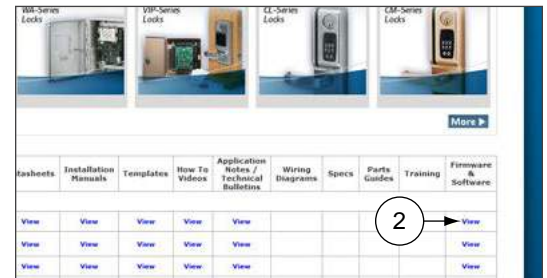 WA-Series
Locks
VIP-Series
Locks
CL-Series
Locks
CM-Series
Locks
More
tasheets
Installation
Manuals
Templates
How To
Videos
Application
Notes /
Technical
Bulletins
Wiring
Diagrams
Specs
Parts
Guides
Training
Firmware
&
Software
View View View View View 2 View
View View View View View View
View View View View View View